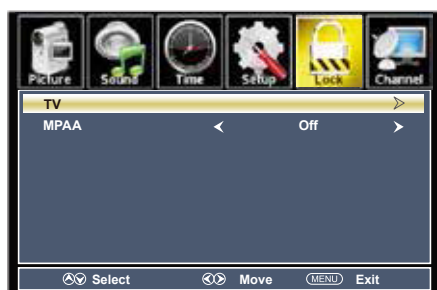 Picture Sound Time Setup Lock Channel
TV
MPAA Off
Select Move MENU Exit